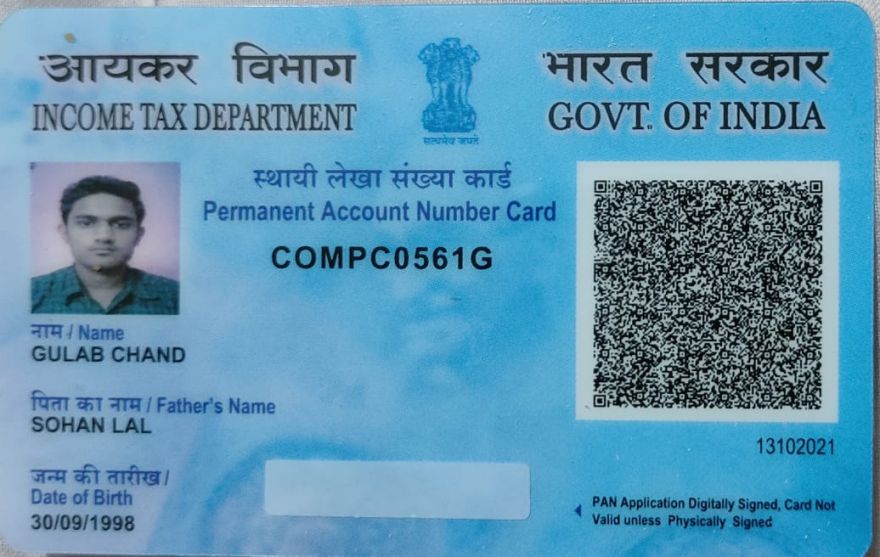 आयकर विभाग
INCOME TAX DEPARTMENT
भारत सरकार
GOVT. OF INDIA
सत्यमेव जयते
स्थायी लेखा संख्या कार्ड
Permanent Account Number Card
COMPC0561G
नाम / Name
GULAB CHAND
पिता का नाम / Father's Name
SOHAN LAL
जन्म की तारीख /
Date of Birth
30/09/1998
13102021
PAN Application Digitally Signed, Card Not
Valid unless Physically Signed